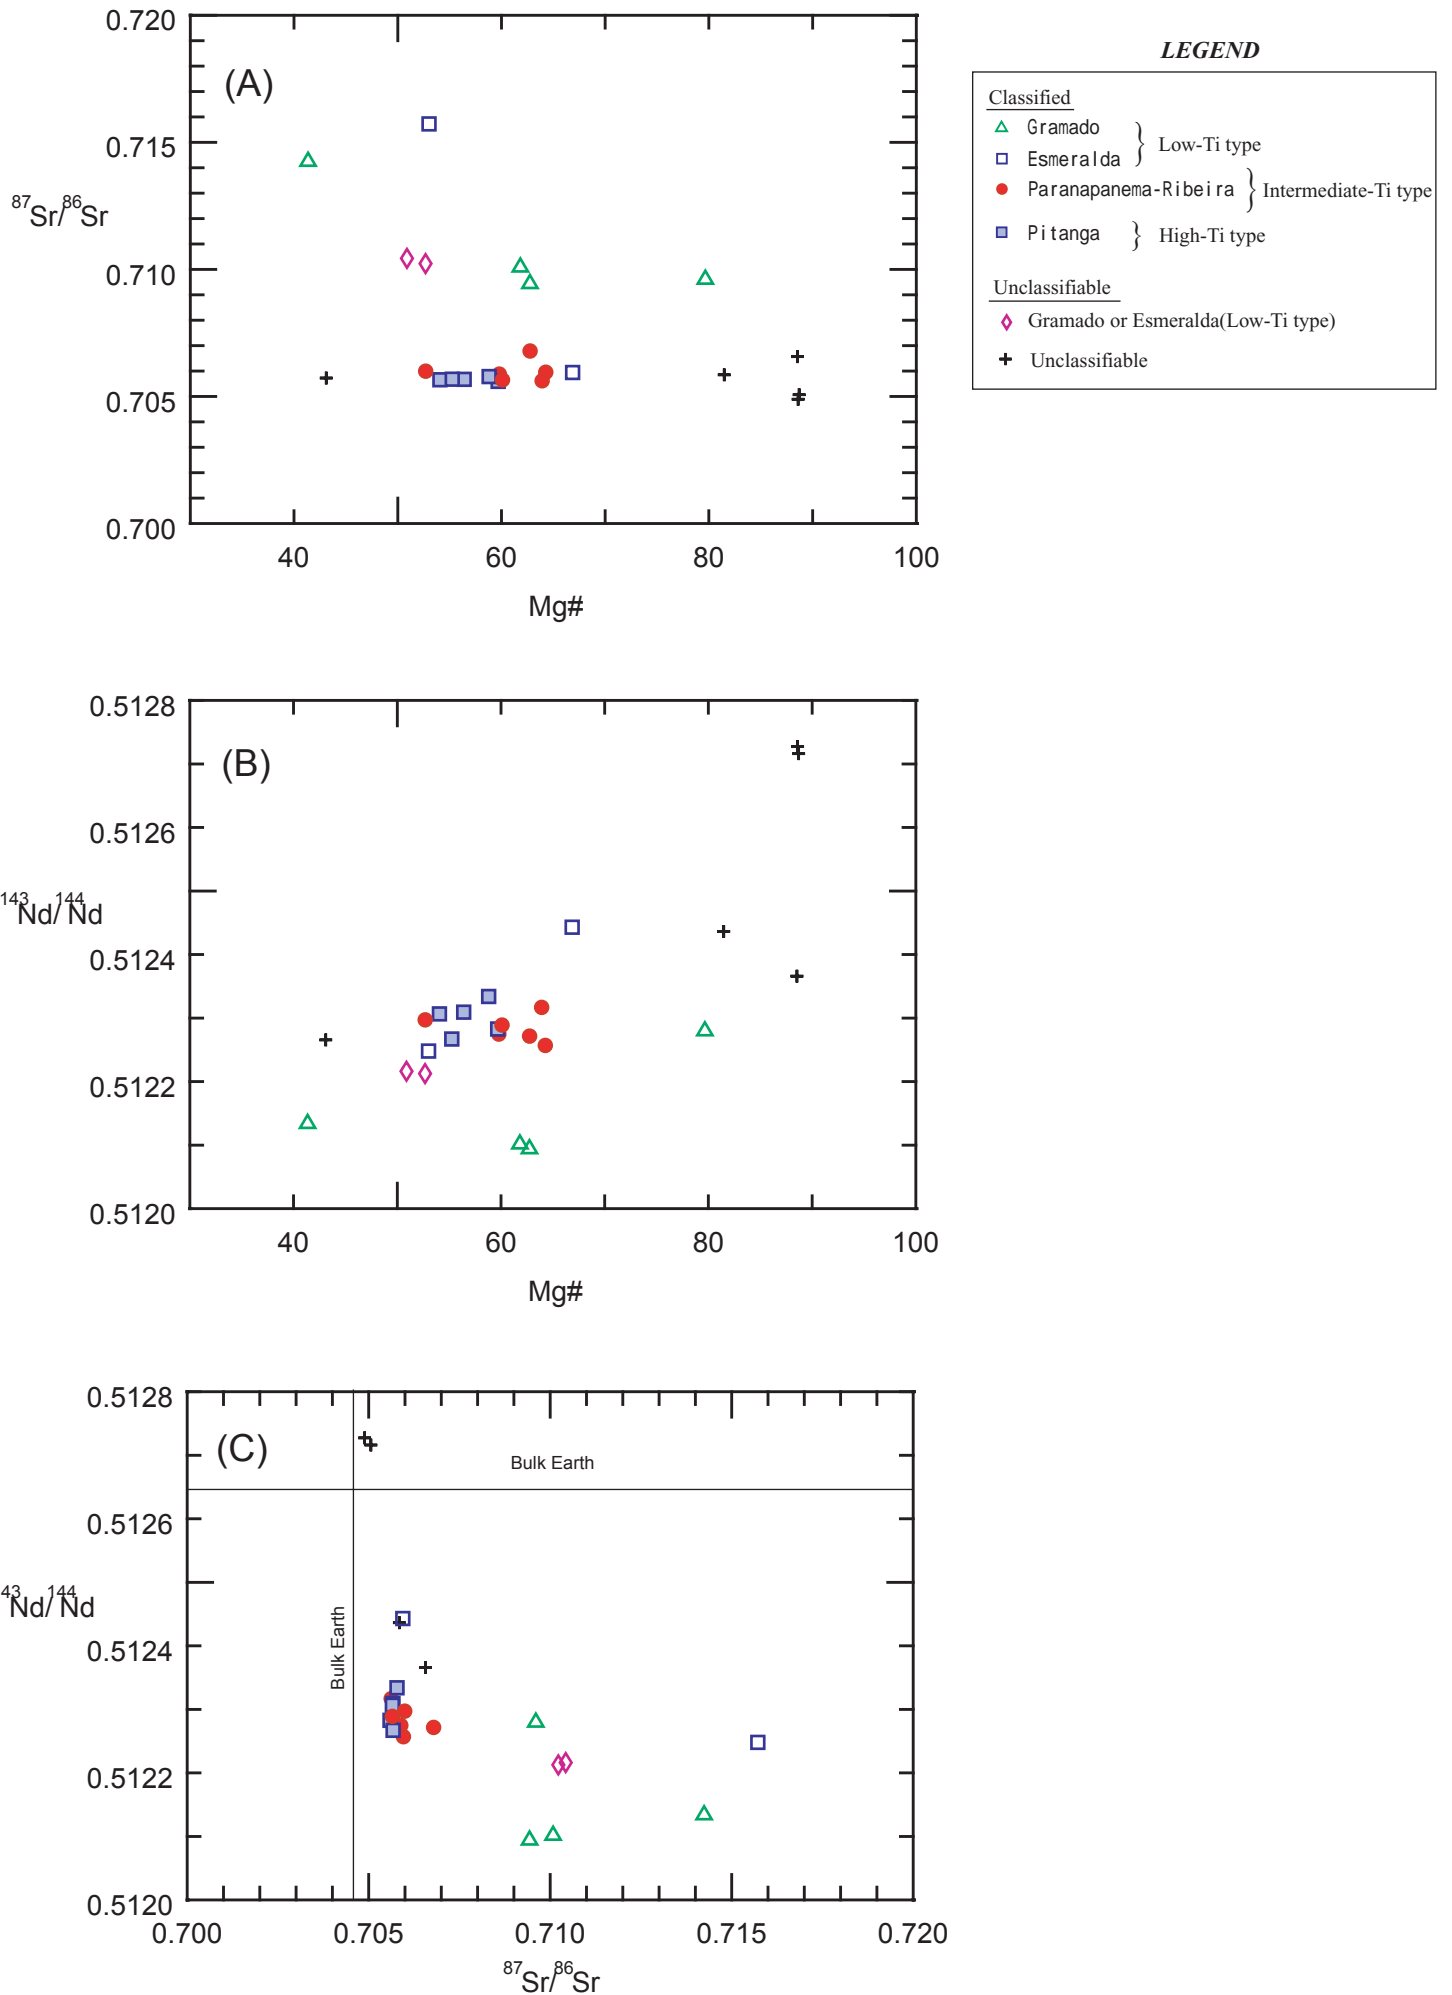 0.720
(A)
0.715
87Sr/86Sr
0.710
0.705
0.700
40 60 80 100
Mg#
LEGEND
Classified
Gramado
Esmeralda
} Low-Ti type
Paranapanema-Ribeira } Intermediate-Ti type
Pitanga } High-Ti type
Unclassifiable
Gramado or Esmeralda(Low-Ti type)
Unclassifiable
0.5128
(B)
0.5126
143Nd/144Nd
0.5124
0.5122
0.5120
40 60 80 100
Mg#
0.5128
(C)
Bulk Earth
0.5126
43Nd/144Nd
Bulk Earth
0.5124
0.5122
0.5120
0.700 0.705 0.710 0.715 0.720
87Sr/86Sr